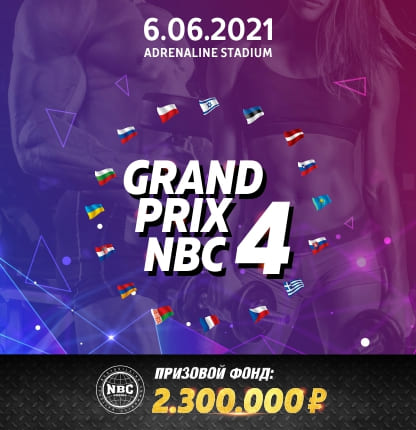 6.06.2021
ADRENALINE STADIUM
GRAND
PRIX
NBC 4
ПРИЗОВОЙ ФОНД:
NBC
2.300.000 ₽